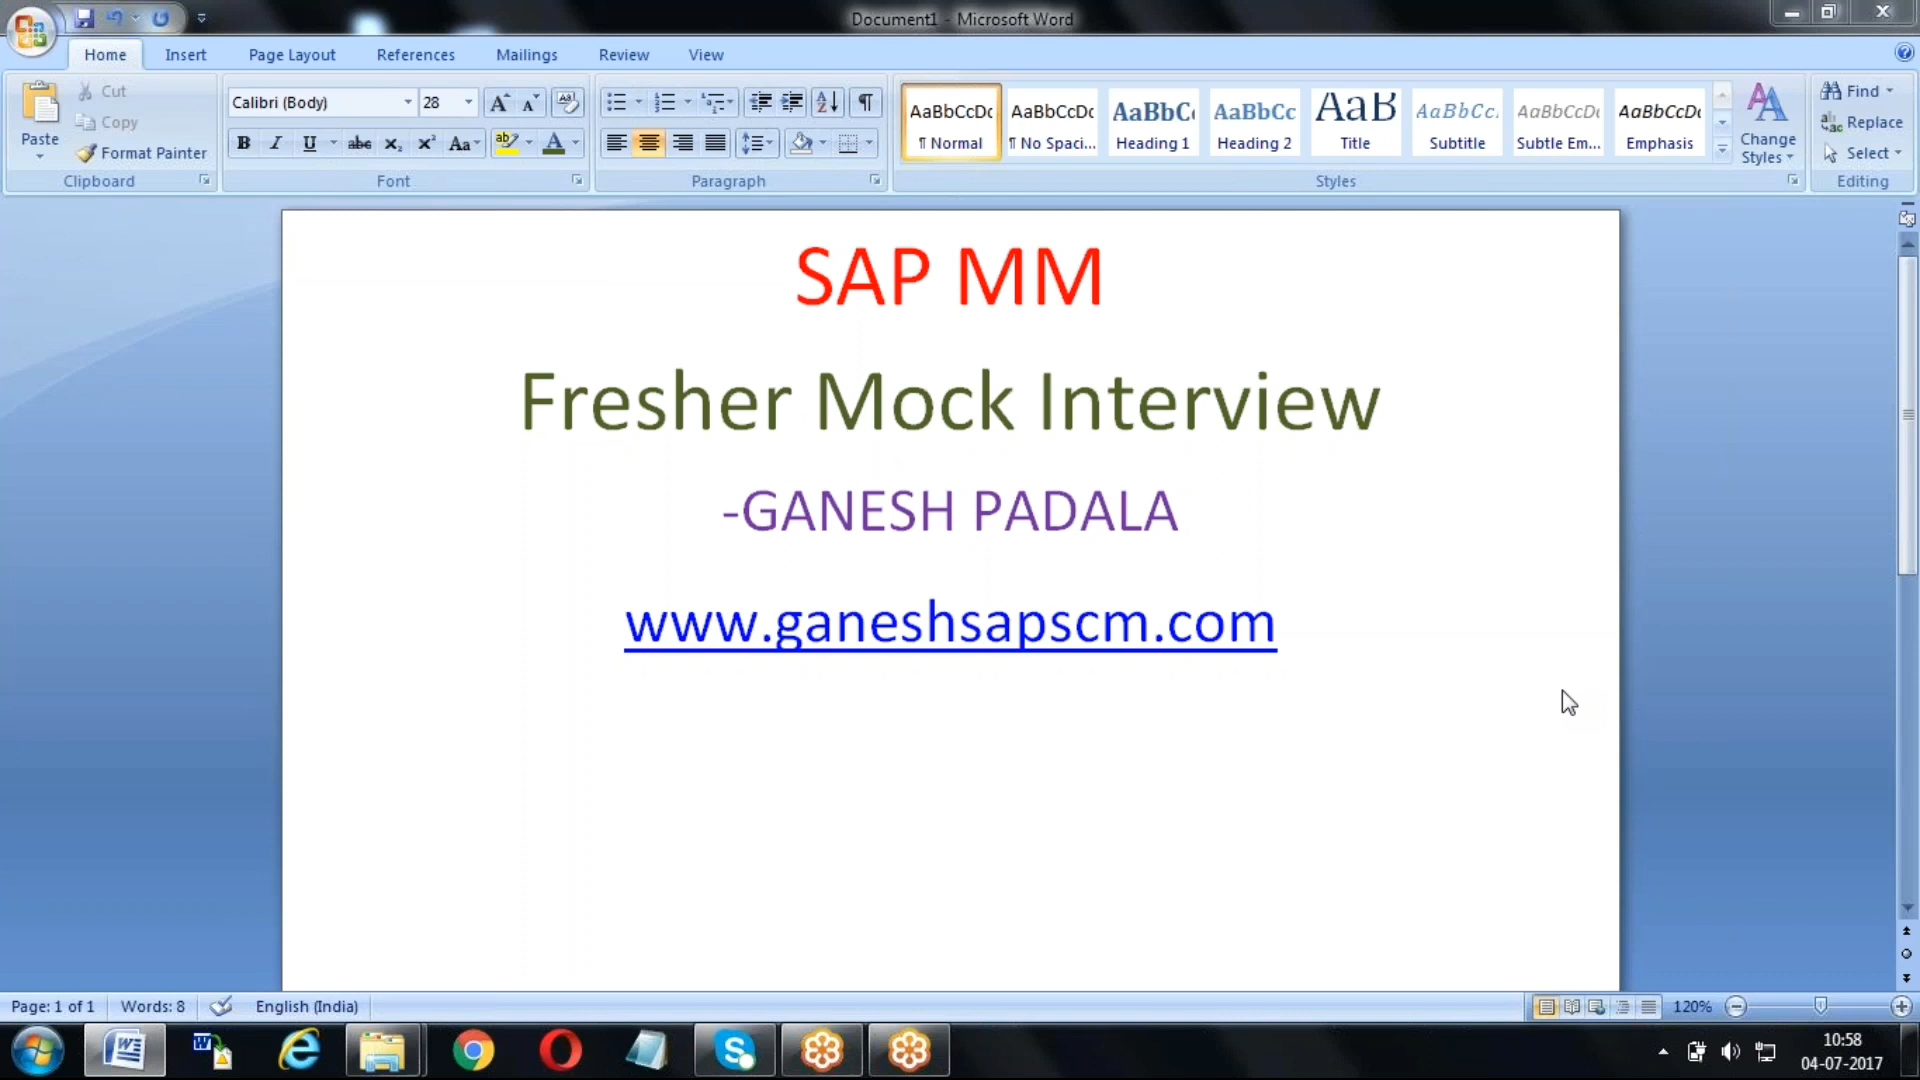 Document1 - Microsoft Word
Home Insert Page Layout References Mailings Review View
Paste
Cut
Copy
Format Painter
Clipboard
Calibri (Body) 28
Font
Paragraph
AaBbCcDc AaBbCcDc AaBbC AaBbCc AaB AaBbCc. AaBbCcDc AaBbCcDc
¶ Normal ¶ No Spaci... Heading 1 Heading 2 Title Subtitle Subtle Em... Emphasis
Change Styles
Styles
Find
Replace
Select
Editing
SAP MM
Fresher Mock Interview
-GANESH PADALA
www.ganeshsapscm.com
Page: 1 of 1 Words: 8 English (India) 120%
10:58
04-07-2017